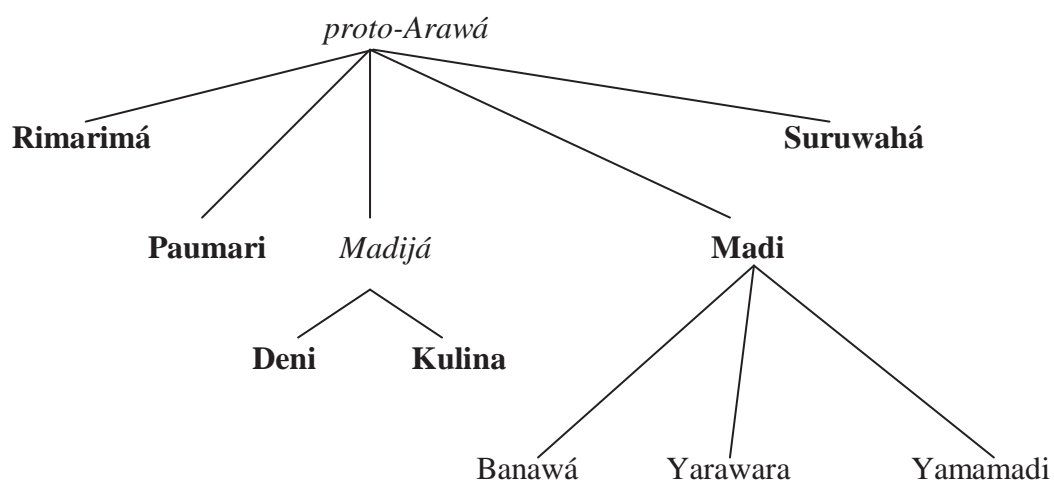 proto-Arawá
Rimarimá Suruwahá
Paumari Madijá Madi
Deni Kulina
Banawá Yarawara Yamamadi